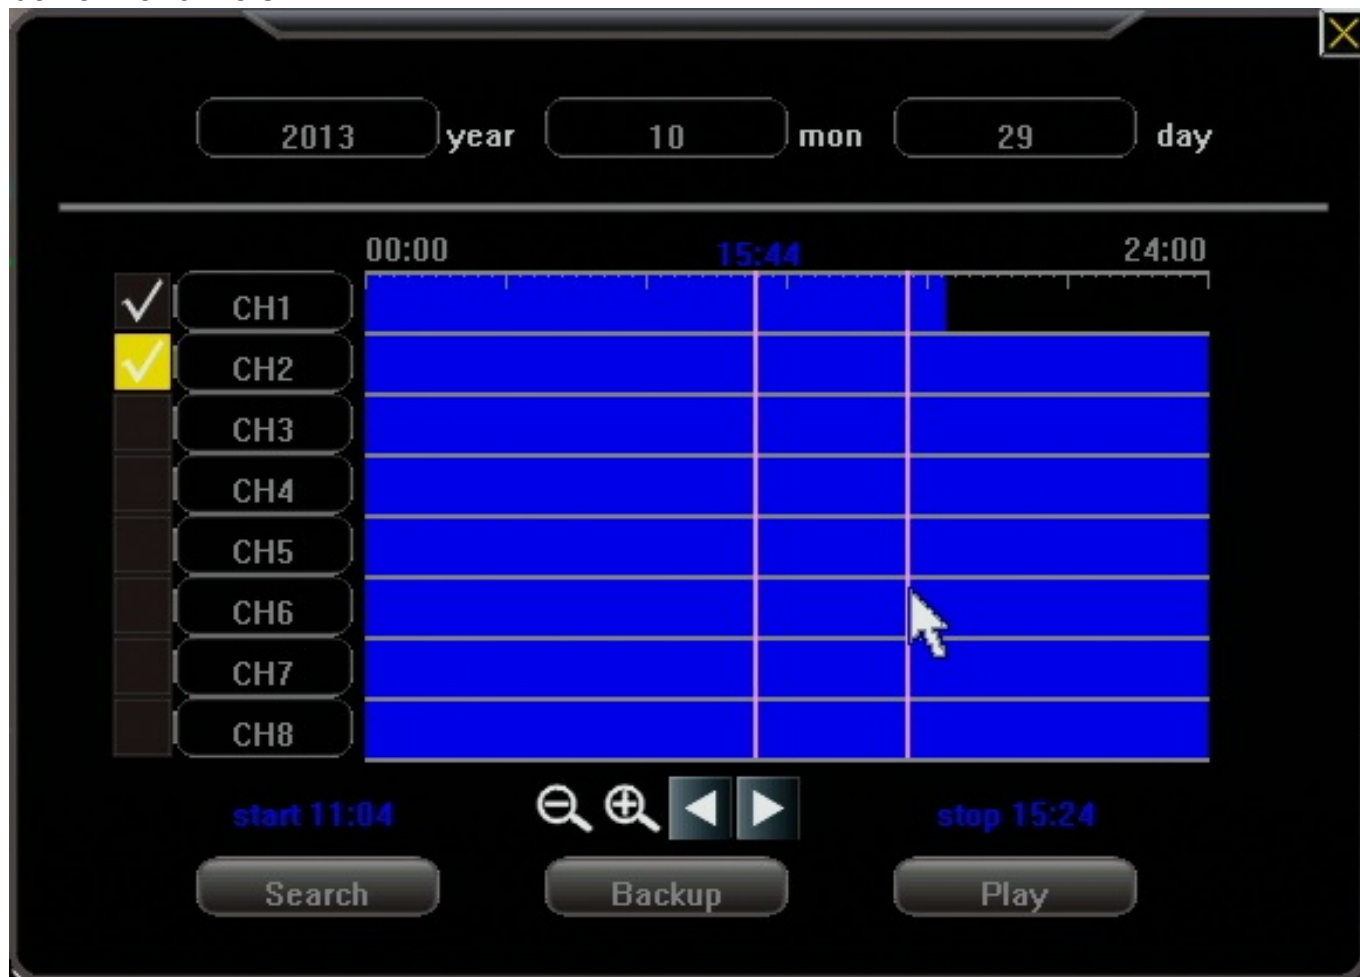 2013 year 10 mon 29 day
00:00 15:44 24:00
CH1
CH2
CH3
CH4
CH5
CH6
CH7
CH8
start 11:04 stop 15:24
Search Backup Play